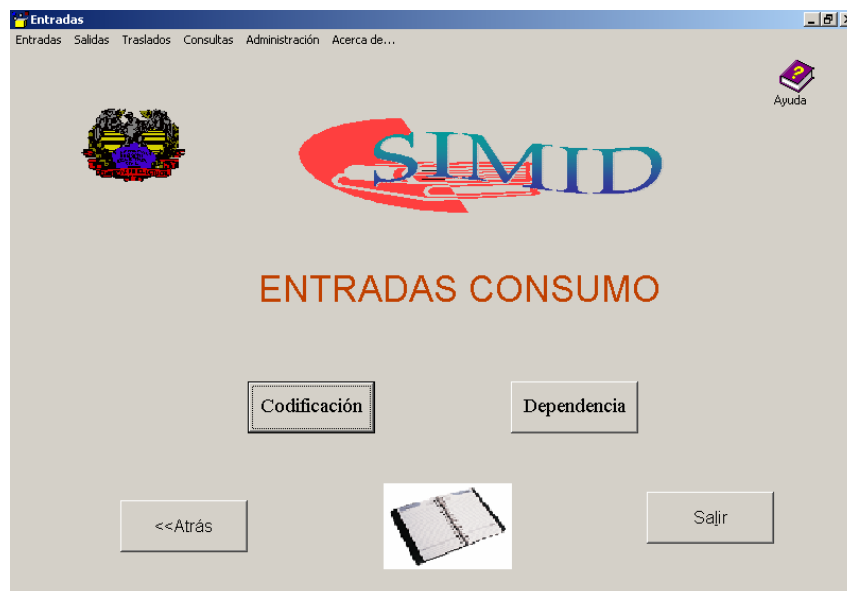 Entradas
Entradas Salidas Traslados Consultas Administración Acerca de...
Ayuda
SIMID
ENTRADAS CONSUMO
Codificación Dependencia
<<Atrás Salir